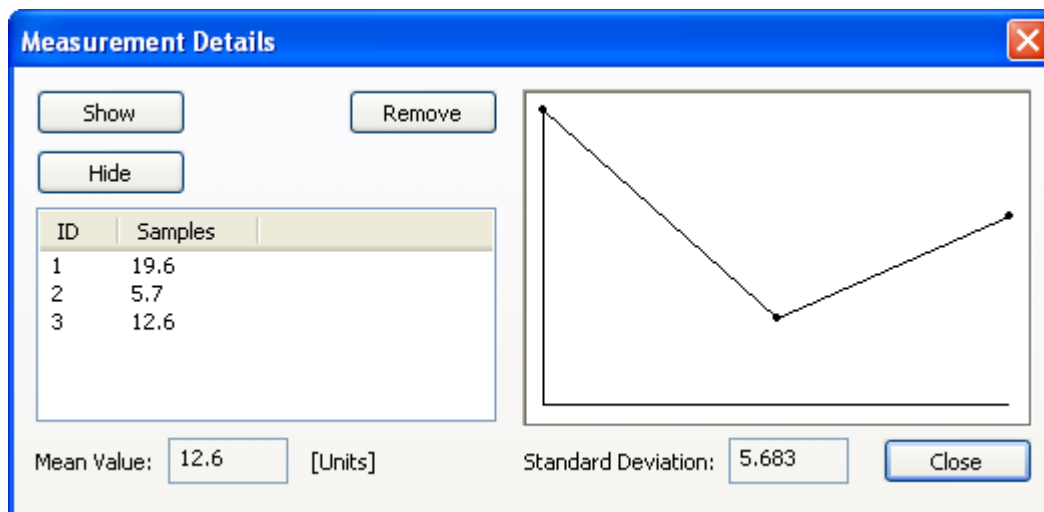 Measurement Details
Show
Remove
Hide
ID Samples
1 19.6
2 5.7
3 12.6
Mean Value: 12.6 [Units]
Standard Deviation: 5.683
Close